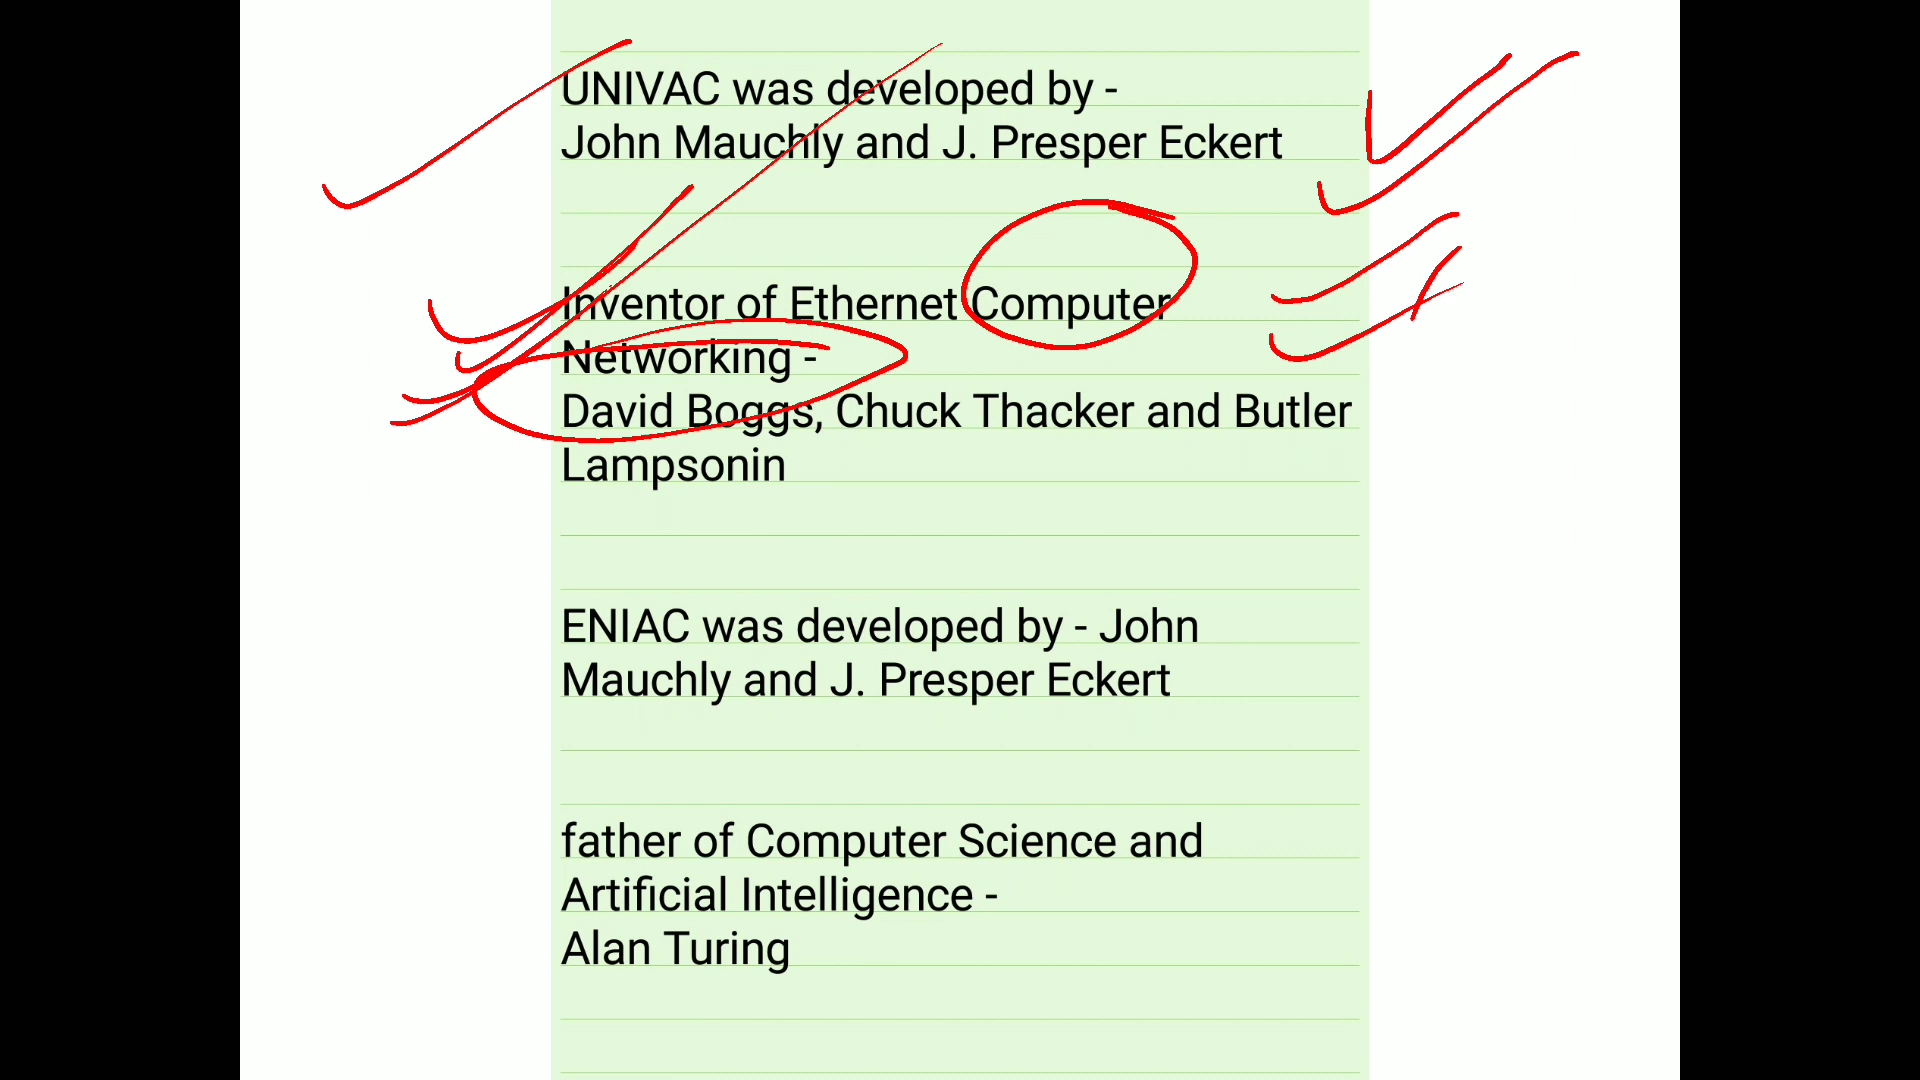 UNIVAC was developed by -
John Mauchly and J. Presper Eckert
Inventor of Ethernet Computer
Networking -
David Boggs, Chuck Thacker and Butler
Lampsonin
ENIAC was developed by - John
Mauchly and J. Presper Eckert
father of Computer Science and
Artificial Intelligence -
Alan Turing